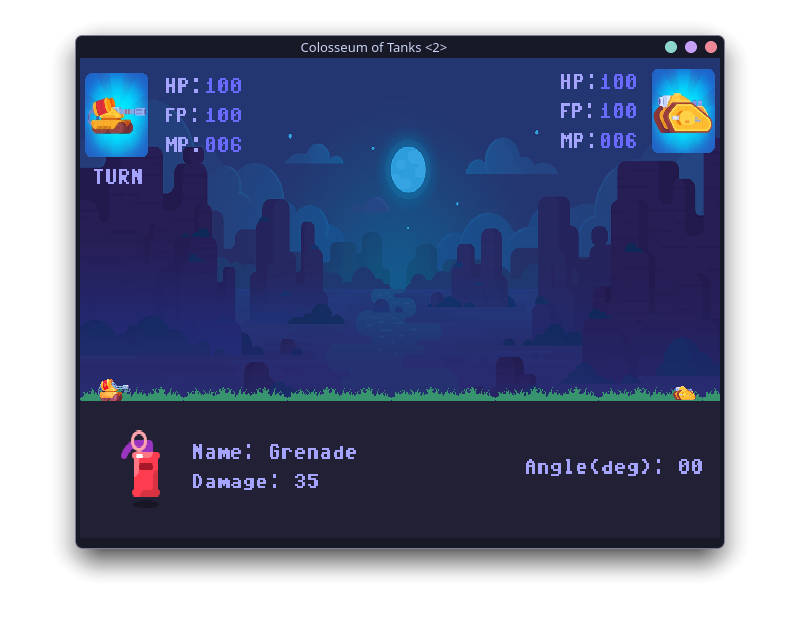 Colosseum of Tanks <2>
HP:100
FP:100
MP:006
TURN
HP:100
FP:100
MP:006
Name: Grenade
Damage: 35
Angle(deg): 00